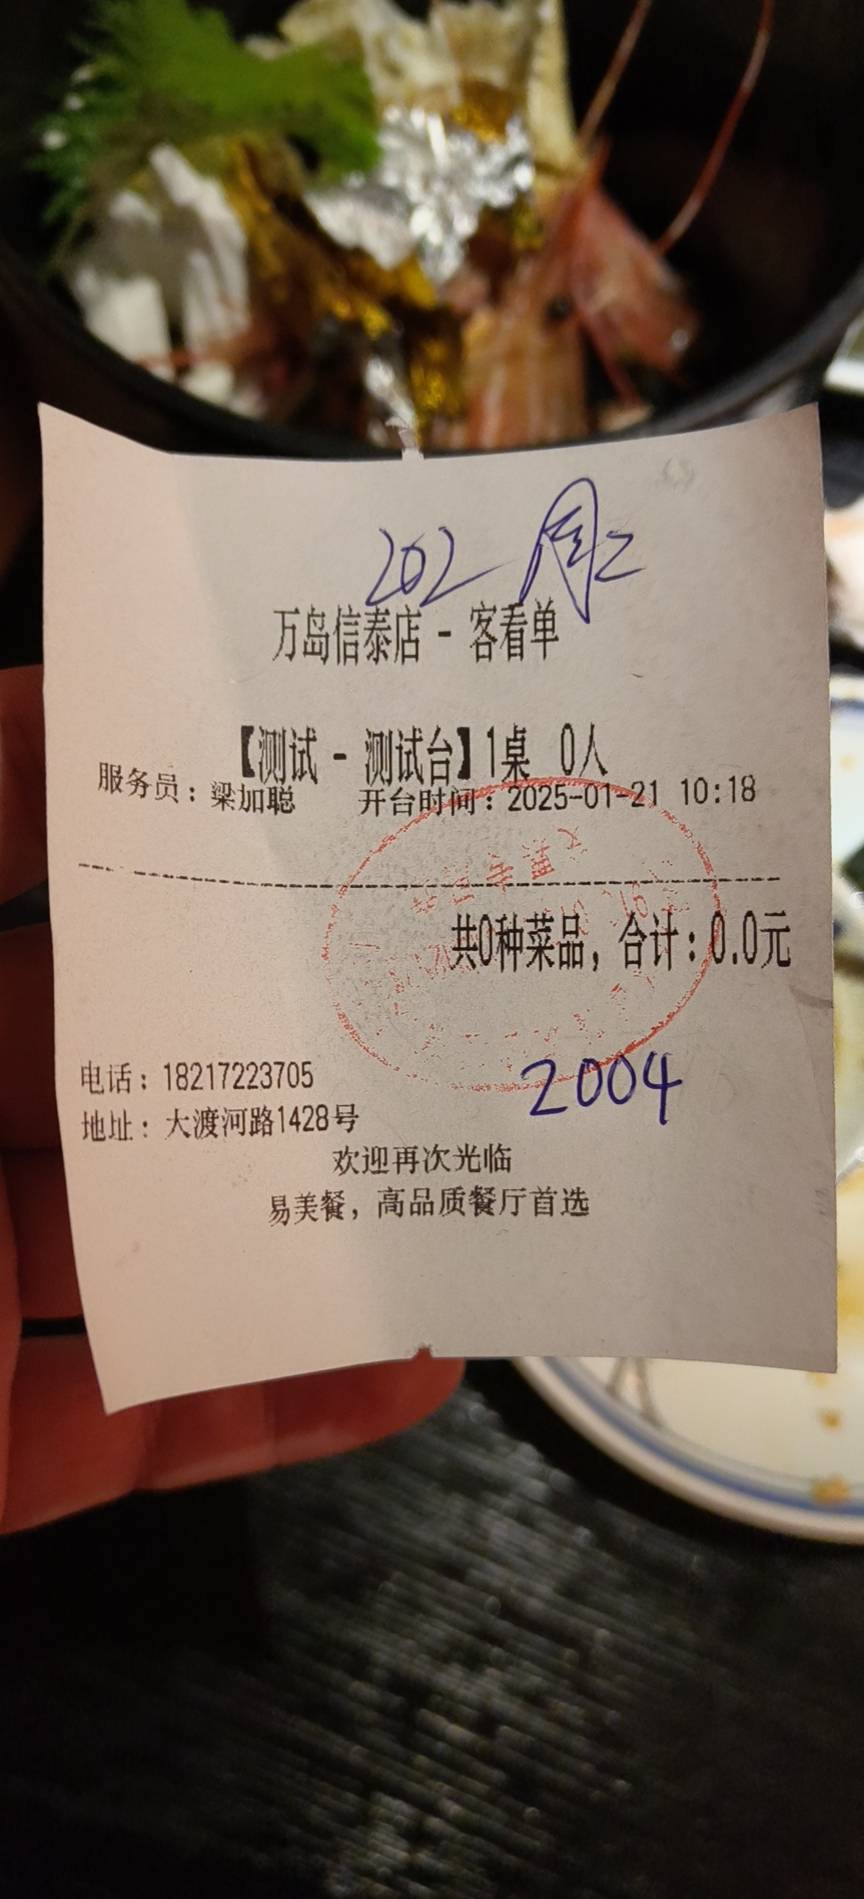 202 周二
万岛信泰店 - 客看单
【测试 - 测试台】1桌 0人
服务员：梁加聪 开台时间：2025-01-21 10:18
共0种菜品，合计：0.0元
电话：18217223705
2004
地址：大渡河路1428号
欢迎再次光临
易美餐，高品质餐厅首选